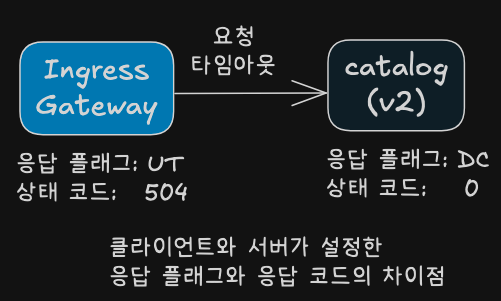 Ingress
Gateway
요청
타임아웃
catalog
(v2)
응답 플래그: UT
상태 코드: 504
응답 플래그: DC
상태 코드: 0
클라이언트와 서버가 설정한
응답 플래그와 응답 코드의 차이점